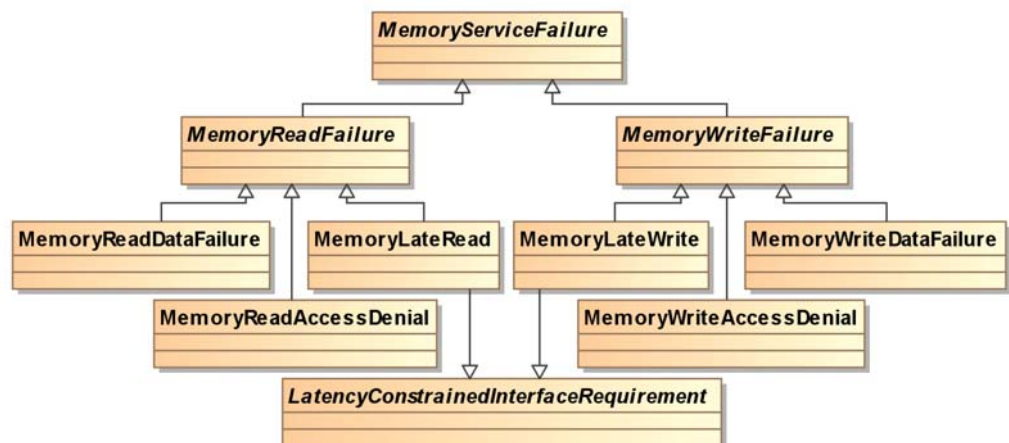 MemoryServiceFailure
MemoryReadFailure
MemoryWriteFailure
MemoryReadDataFailure
MemoryLateRead
MemoryLateWrite
MemoryWriteDataFailure
MemoryReadAccessDenial
MemoryWriteAccessDenial
LatencyConstrainedInterfaceRequirement